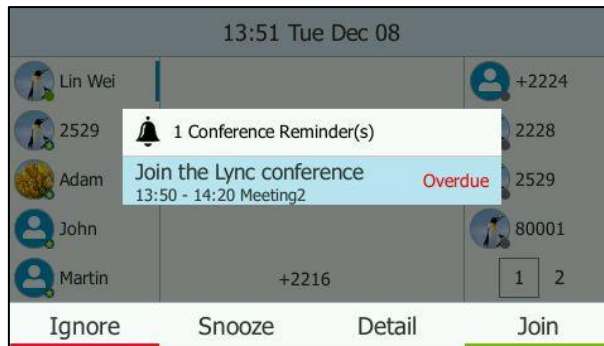 13:51 Tue Dec 08
Lin Wei
+2224
2529
1 Conference Reminder(s)
2228
Adam
Join the Lync conference
Overdue
13:50 - 14:20 Meeting2
2529
John
80001
Martin
+2216
1 2
Ignore Snooze Detail Join